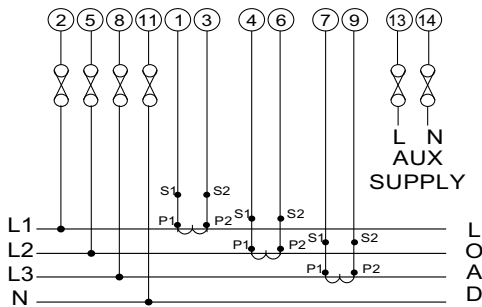 2 5 8 11 1 3 4 6 7 9 13 14
L N
AUX
SUPPLY
S1 S2
P1 P2 S1 S2
L1 L
P1 P2 S1 S2
L2 O
P1 P2
L3 A
N D